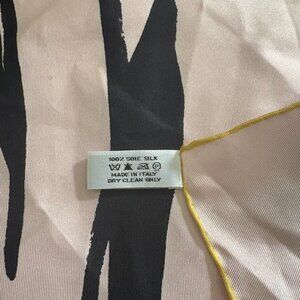 100% SOIE SILK
MADE IN ITALY
DRY CLEAN ONLY